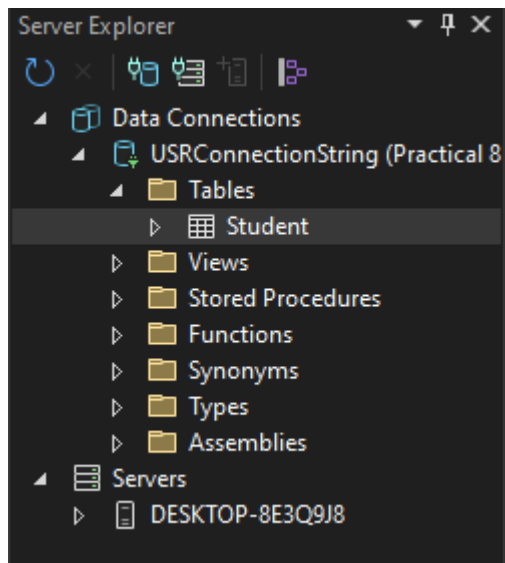 Server Explorer
Data Connections
USRConnectionString (Practical 8
Tables
Student
Views
Stored Procedures
Functions
Synonyms
Types
Assemblies
Servers
DESKTOP-8E3Q9J8